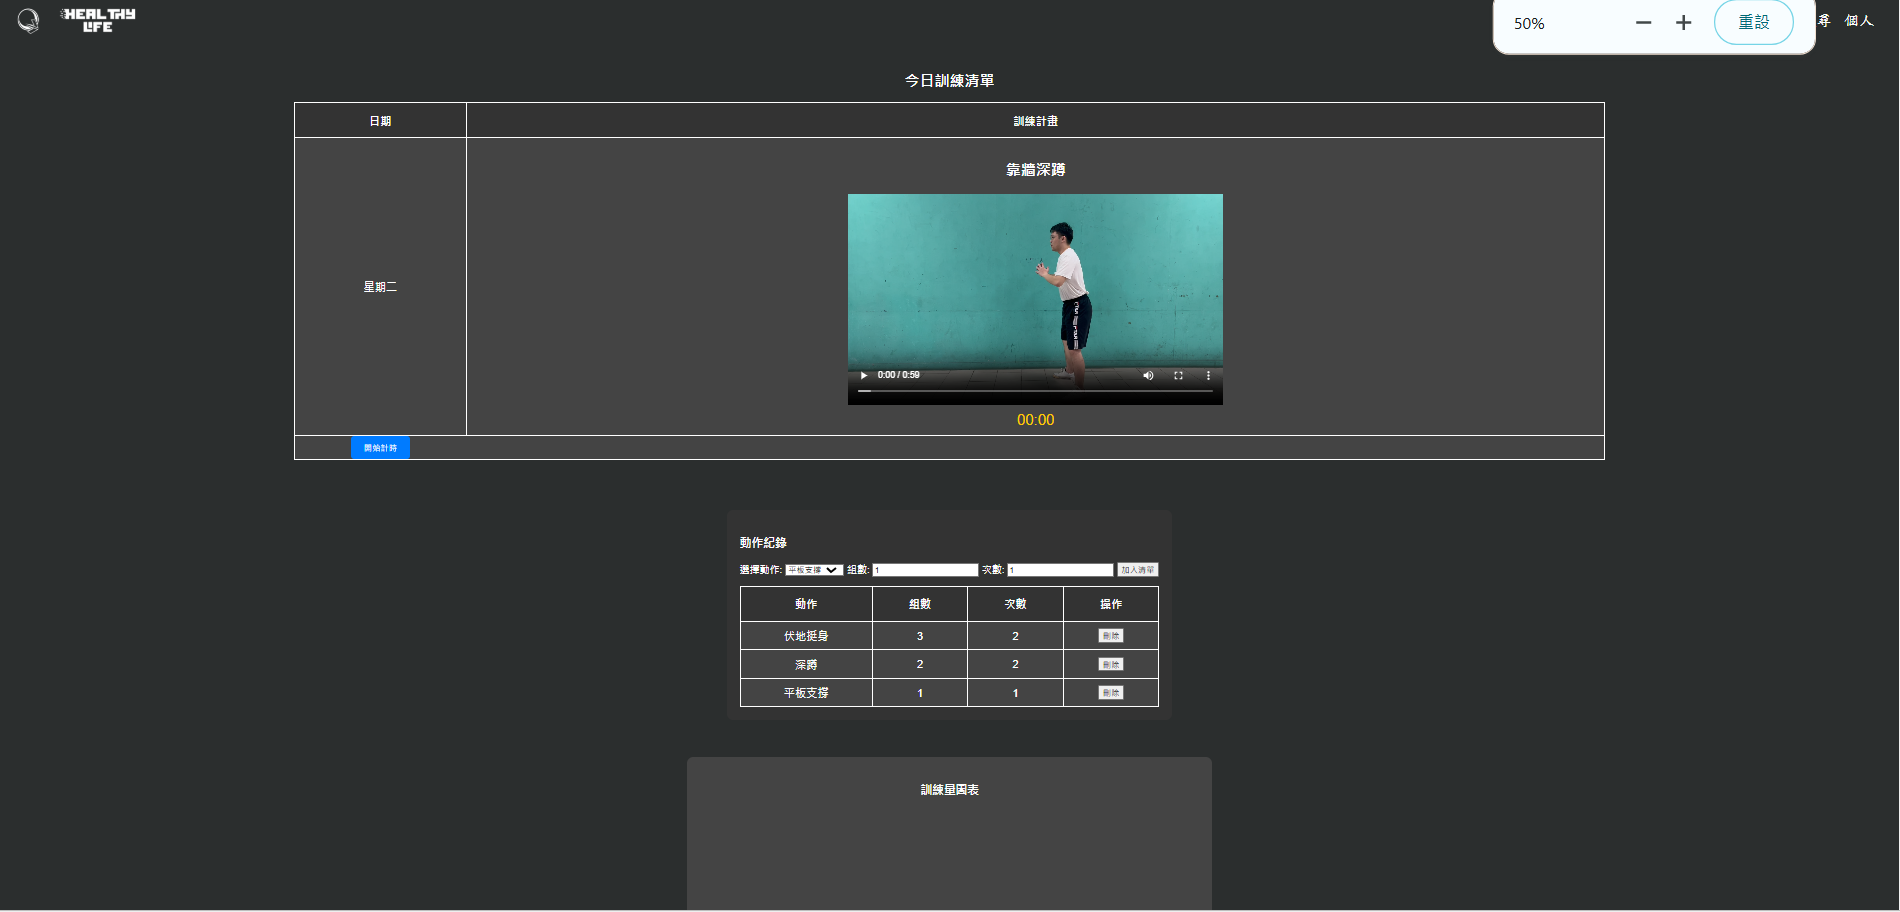 HEALTHY
LIFE
50%
重設
尋 個人
今日訓練清單
日期 訓練計畫
靠牆深蹲
星期二
0:00 / 0:59
00:00
開始計時
動作紀錄
選擇動作: 平板支撐 組數: 1 次數: 1 加入清單
動作 組數 次數 操作
伏地挺身 3 2 刪除
深蹲 2 2 刪除
平板支撐 1 1 刪除
訓練量圖表